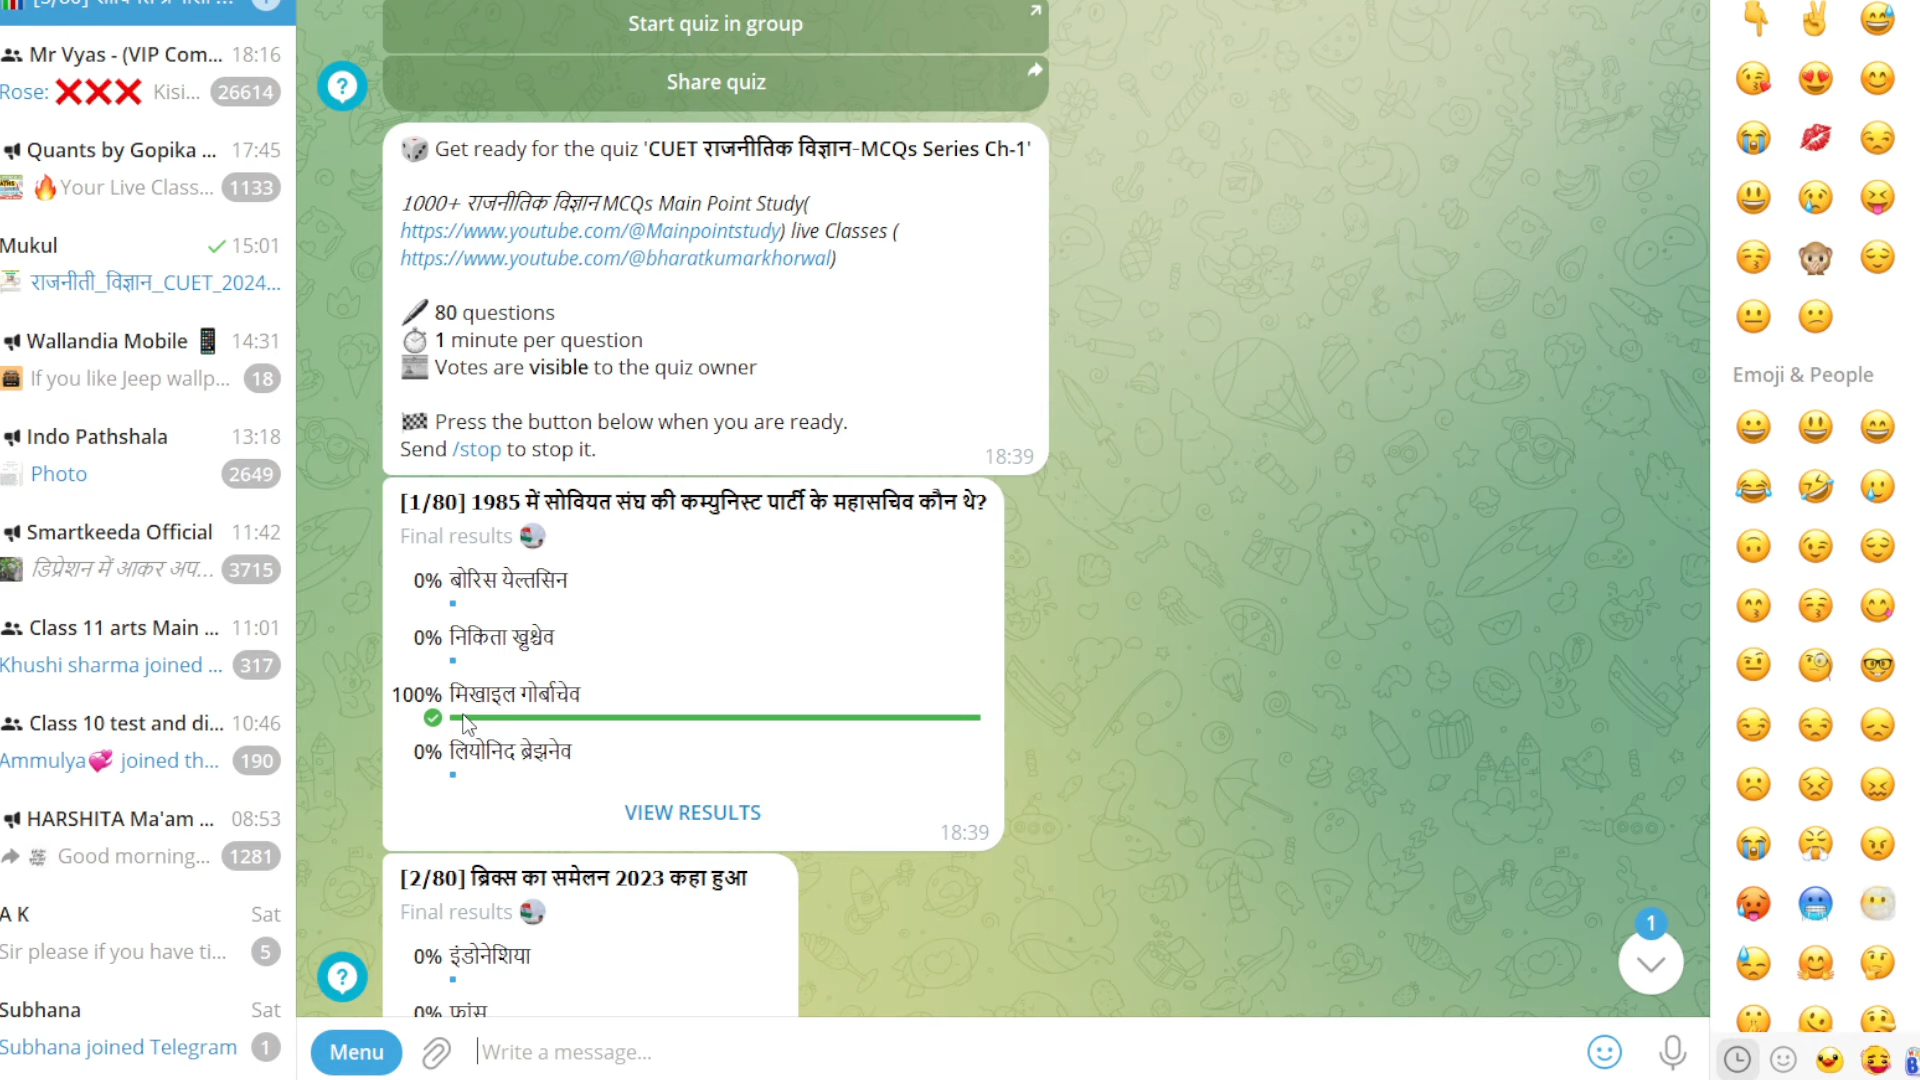 Mr Vyas - (VIP Com... 18:16
Rose: ❌❌❌ Kisi... 26614
Quants by Gopika ... 17:45
🔥Your Live Class... 1133
Mukul 15:01
राजनीती_विज्ञान_CUET_2024...
Wallandia Mobile 📱 14:31
If you like Jeep wallp... 18
Indo Pathshala 13:18
Photo 2649
Smartkeeda Official 11:42
डिप्रेशन में आकर अप... 3715
Class 11 arts Main ... 11:01
Khushi sharma joined ... 317
Class 10 test and di... 10:46
Ammulya💞 joined th... 190
HARSHITA Ma'am ... 08:53
Good morning... 1281
A K Sat
Sir please if you have ti... 5
Subhana Sat
Subhana joined Telegram 1
Start quiz in group
Share quiz
🎲 Get ready for the quiz 'CUET राजनीतिक विज्ञान-MCQs Series Ch-1'
1000+ राजनीतिक विज्ञान MCQs Main Point Study(
https://www.youtube.com/@Mainpointstudy) live Classes (
https://www.youtube.com/@bharatkumarkhorwal)
🖊 80 questions
⏱ 1 minute per question
📰 Votes are visible to the quiz owner
🏁 Press the button below when you are ready.
Send /stop to stop it.
18:39
[1/80] 1985 में सोवियत संघ की कम्युनिस्ट पार्टी के महासचिव कौन थे?
Final results
0% बोरिस येल्तसिन
0% निकिता ख्रुश्चेव
100% मिखाइल गोर्बाचेव
0% लियोनिद ब्रेझनेव
VIEW RESULTS
18:39
[2/80] ब्रिक्स का समेलन 2023 कहा हुआ
Final results
0% इंडोनेशिया
0% फ्रांस
1
Menu
Write a message...
Emoji & People